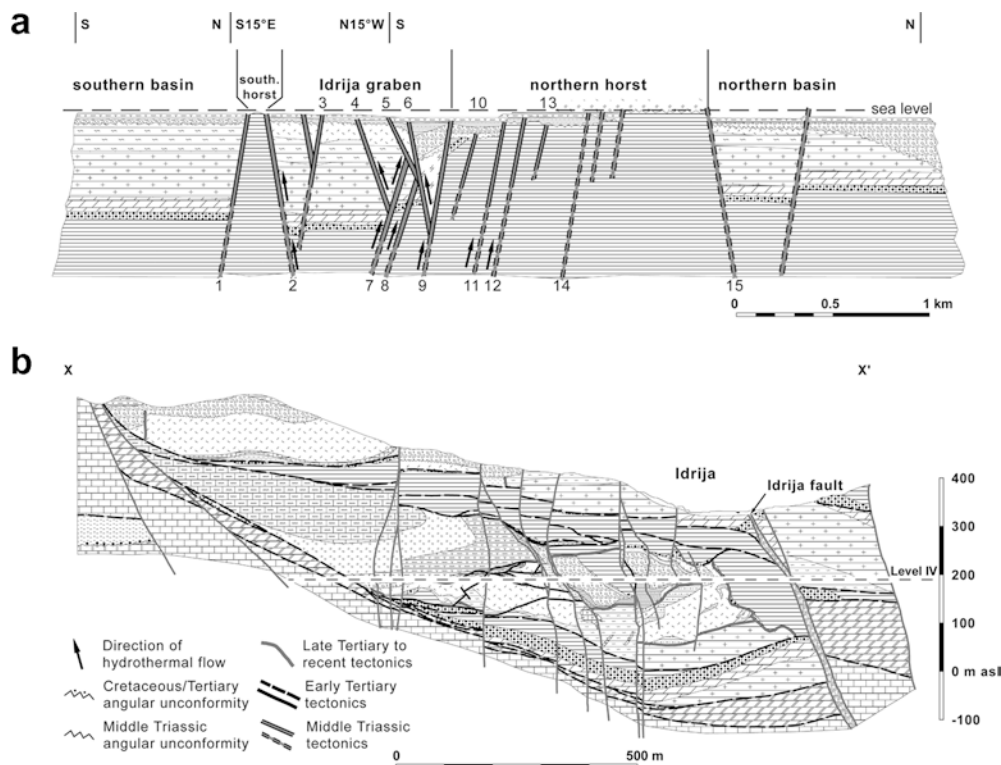 a
S N S15°E N15°W S N
southern basin south. horst Idrija graben northern horst northern basin
3 4 5 6 10 13
sea level
1 2 7 8 9 11 12 14 15
0 0.5 1 km
b
X X'
Idrija
Idrija fault
400
300
Level IV
200
100
0 m asl
-100
Direction of
hydrothermal flow
Cretaceous/Tertiary
angular unconformity
Middle Triassic
angular unconformity
Late Tertiary to
recent tectonics
Early Tertiary
tectonics
Middle Triassic
tectonics
0 500 m